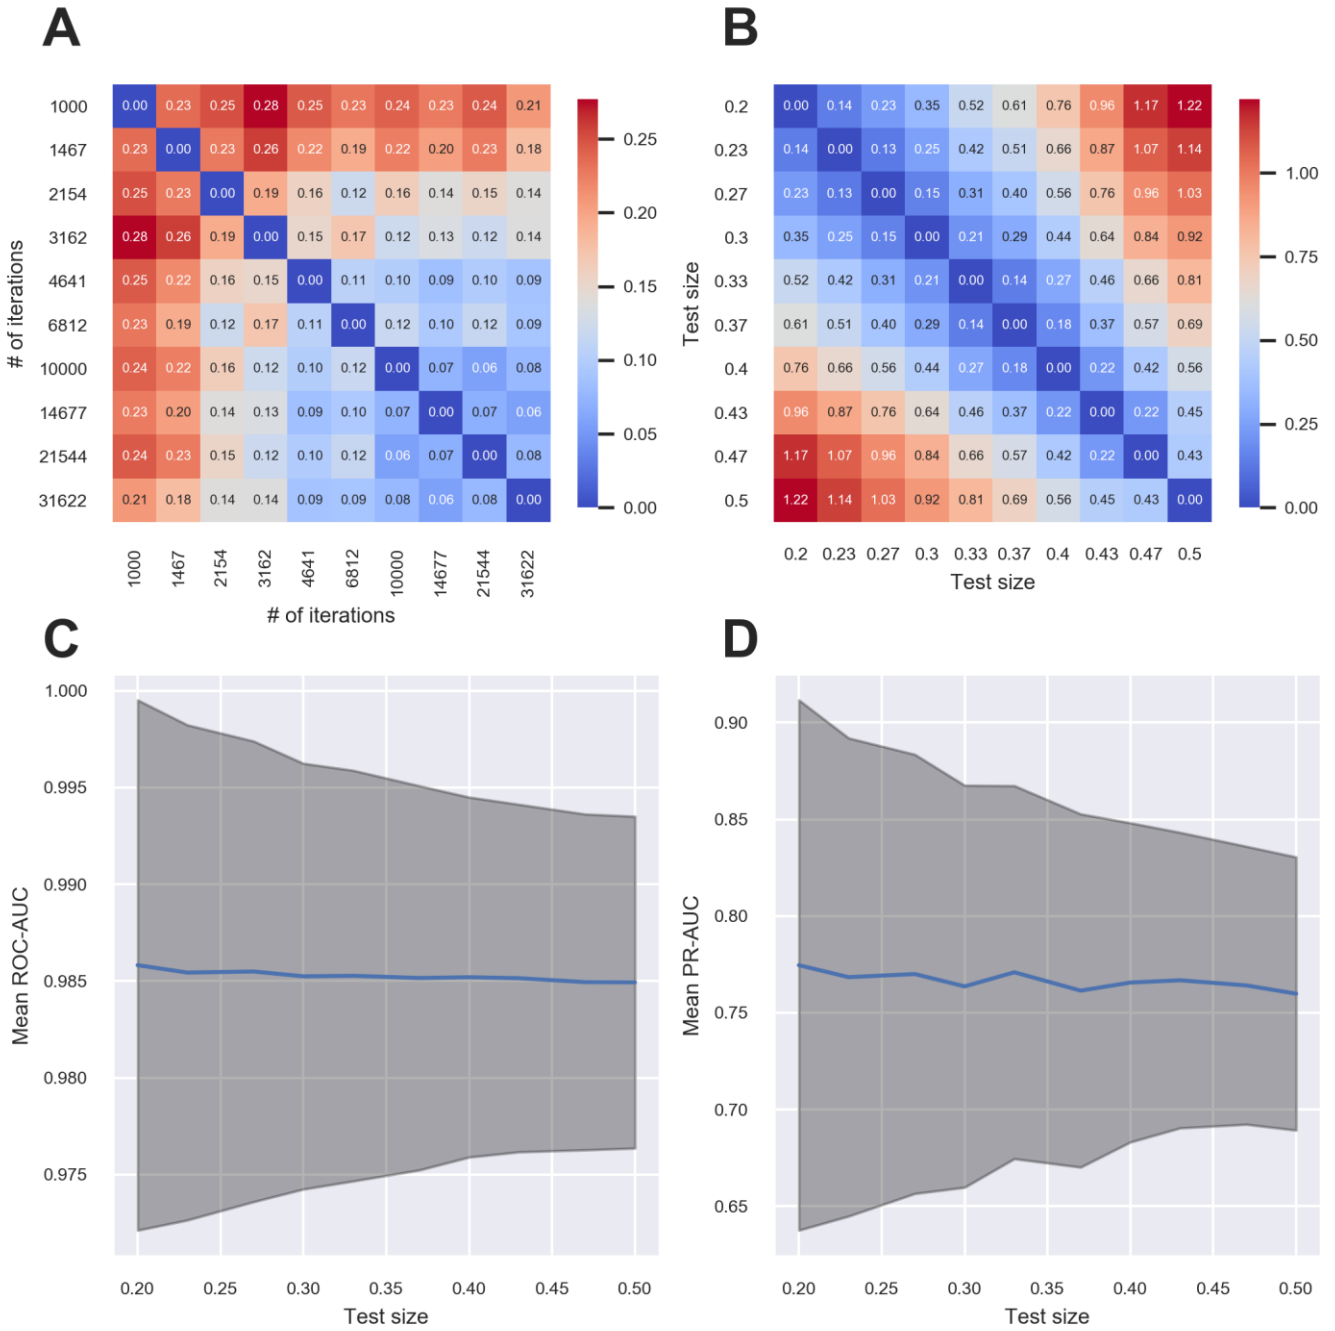 A
B
1000 0.00 0.23 0.25 0.28 0.25 0.23 0.24 0.23 0.24 0.21
1467 0.23 0.00 0.23 0.26 0.22 0.19 0.22 0.20 0.23 0.18
2154 0.25 0.23 0.00 0.19 0.16 0.12 0.16 0.14 0.15 0.14
3162 0.28 0.26 0.19 0.00 0.15 0.17 0.12 0.13 0.12 0.14
4641 0.25 0.22 0.16 0.15 0.00 0.11 0.10 0.09 0.10 0.09
6812 0.23 0.19 0.12 0.17 0.11 0.00 0.12 0.10 0.12 0.09
10000 0.24 0.22 0.16 0.12 0.10 0.12 0.00 0.07 0.06 0.08
14677 0.23 0.20 0.14 0.13 0.09 0.10 0.07 0.00 0.07 0.06
21544 0.24 0.23 0.15 0.12 0.10 0.12 0.06 0.07 0.00 0.08
31622 0.21 0.18 0.14 0.14 0.09 0.09 0.08 0.06 0.08 0.00
# of iterations
1000 1467 2154 3162 4641 6812 10000 14677 21544 31622
# of iterations
0.25
0.20
0.15
0.10
0.05
0.00
0.2 0.00 0.14 0.23 0.35 0.52 0.61 0.76 0.96 1.17 1.22
0.23 0.14 0.00 0.13 0.25 0.42 0.51 0.66 0.87 1.07 1.14
0.27 0.23 0.13 0.00 0.15 0.31 0.40 0.56 0.76 0.96 1.03
0.3 0.35 0.25 0.15 0.00 0.21 0.29 0.44 0.64 0.84 0.92
0.33 0.52 0.42 0.31 0.21 0.00 0.14 0.27 0.46 0.66 0.81
0.37 0.61 0.51 0.40 0.29 0.14 0.00 0.18 0.37 0.57 0.69
0.4 0.76 0.66 0.56 0.44 0.27 0.18 0.00 0.22 0.42 0.56
0.43 0.96 0.87 0.76 0.64 0.46 0.37 0.22 0.00 0.22 0.45
0.47 1.17 1.07 0.96 0.84 0.66 0.57 0.42 0.22 0.00 0.43
0.5 1.22 1.14 1.03 0.92 0.81 0.69 0.56 0.45 0.43 0.00
Test size
0.2 0.23 0.27 0.3 0.33 0.37 0.4 0.43 0.47 0.5
Test size
1.00
0.75
0.50
0.25
0.00
C
1.000
0.995
0.990
0.985
0.980
0.975
Mean ROC-AUC
0.20 0.25 0.30 0.35 0.40 0.45 0.50
Test size
D
0.90
0.85
0.80
0.75
0.70
0.65
Mean PR-AUC
0.20 0.25 0.30 0.35 0.40 0.45 0.50
Test size